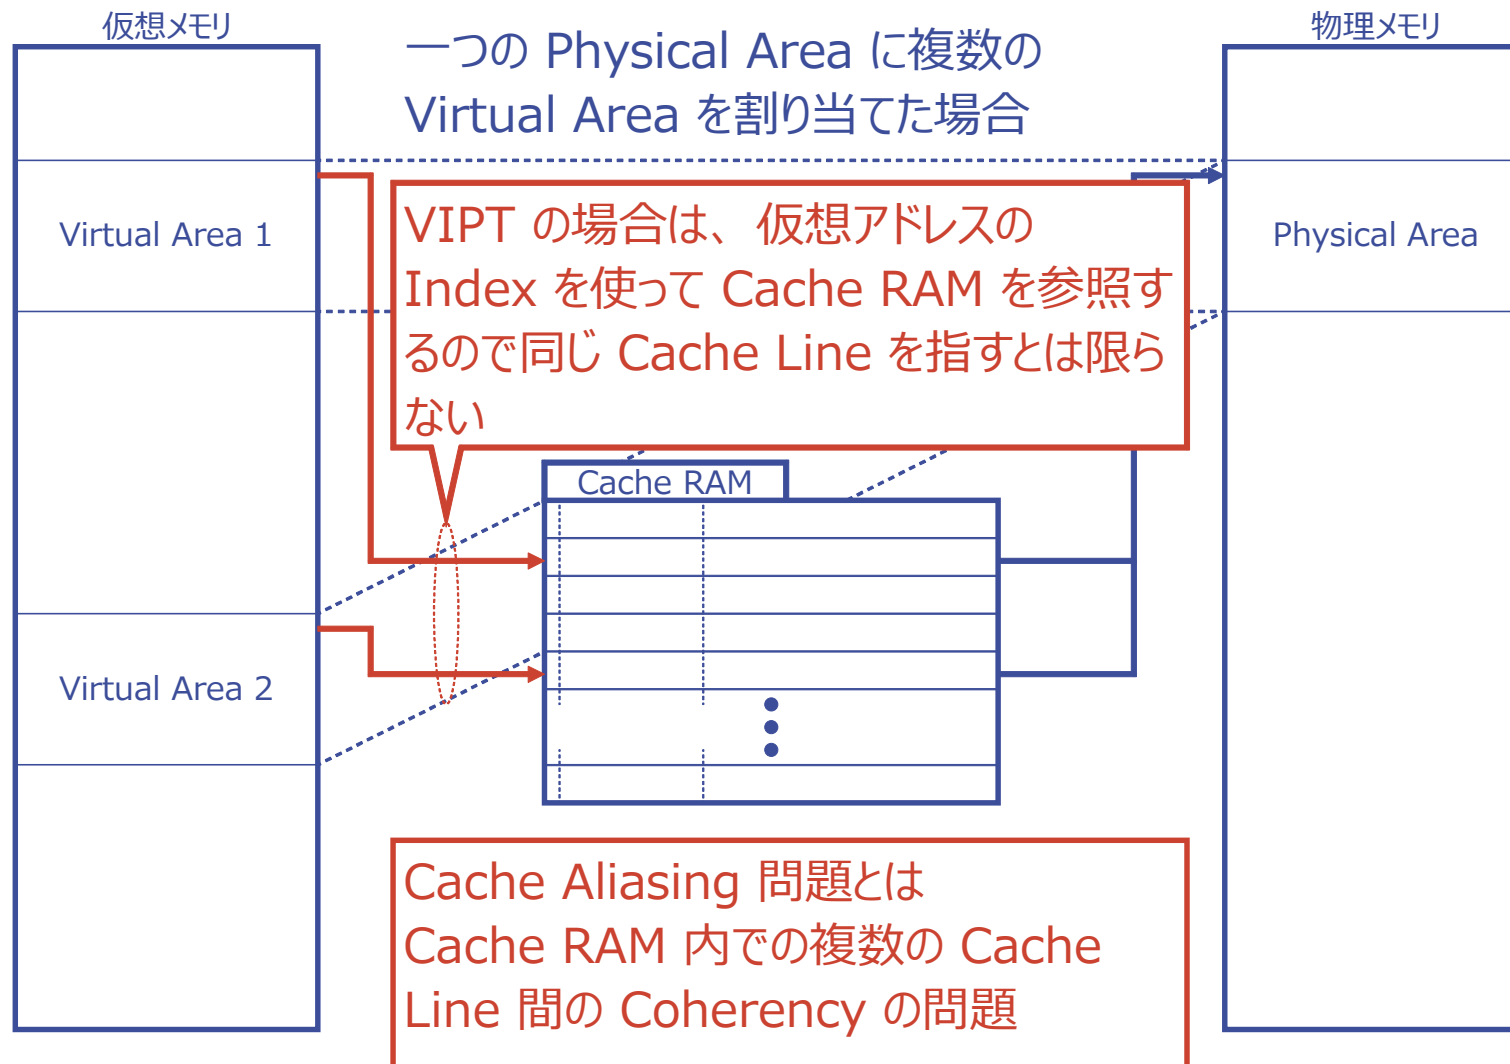 仮想メモリ
一つの Physical Area に複数の
Virtual Area を割り当てた場合
物理メモリ
Virtual Area 1
VIPT の場合は、仮想アドレスの
Index を使って Cache RAM を参照す
るので同じ Cache Line を指すとは限ら
ない
Physical Area
Cache RAM
Virtual Area 2
Cache Aliasing 問題とは
Cache RAM 内での複数の Cache
Line 間の Coherency の問題